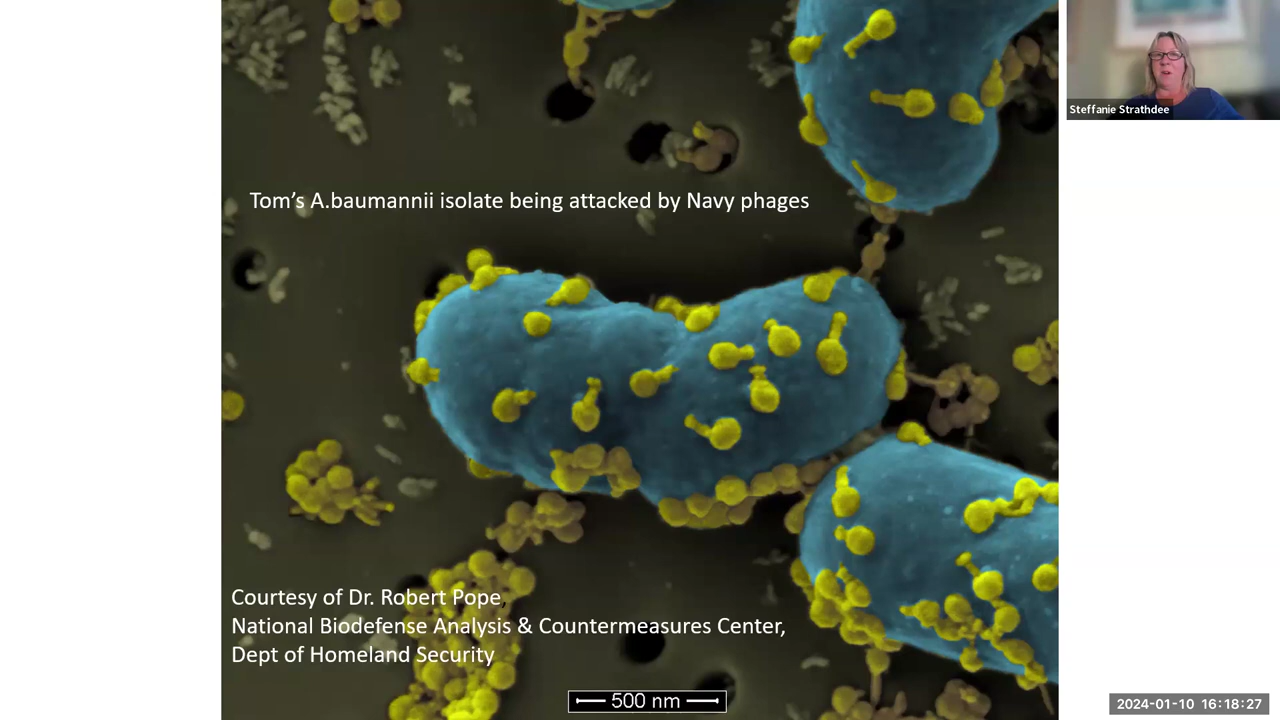 Steffanie Strathdee
Tom's A.baumannii isolate being attacked by Navy phages
Courtesy of Dr. Robert Pope,
National Biodefense Analysis & Countermeasures Center,
Dept of Homeland Security
500 nm
2024-01-10 16:18:27